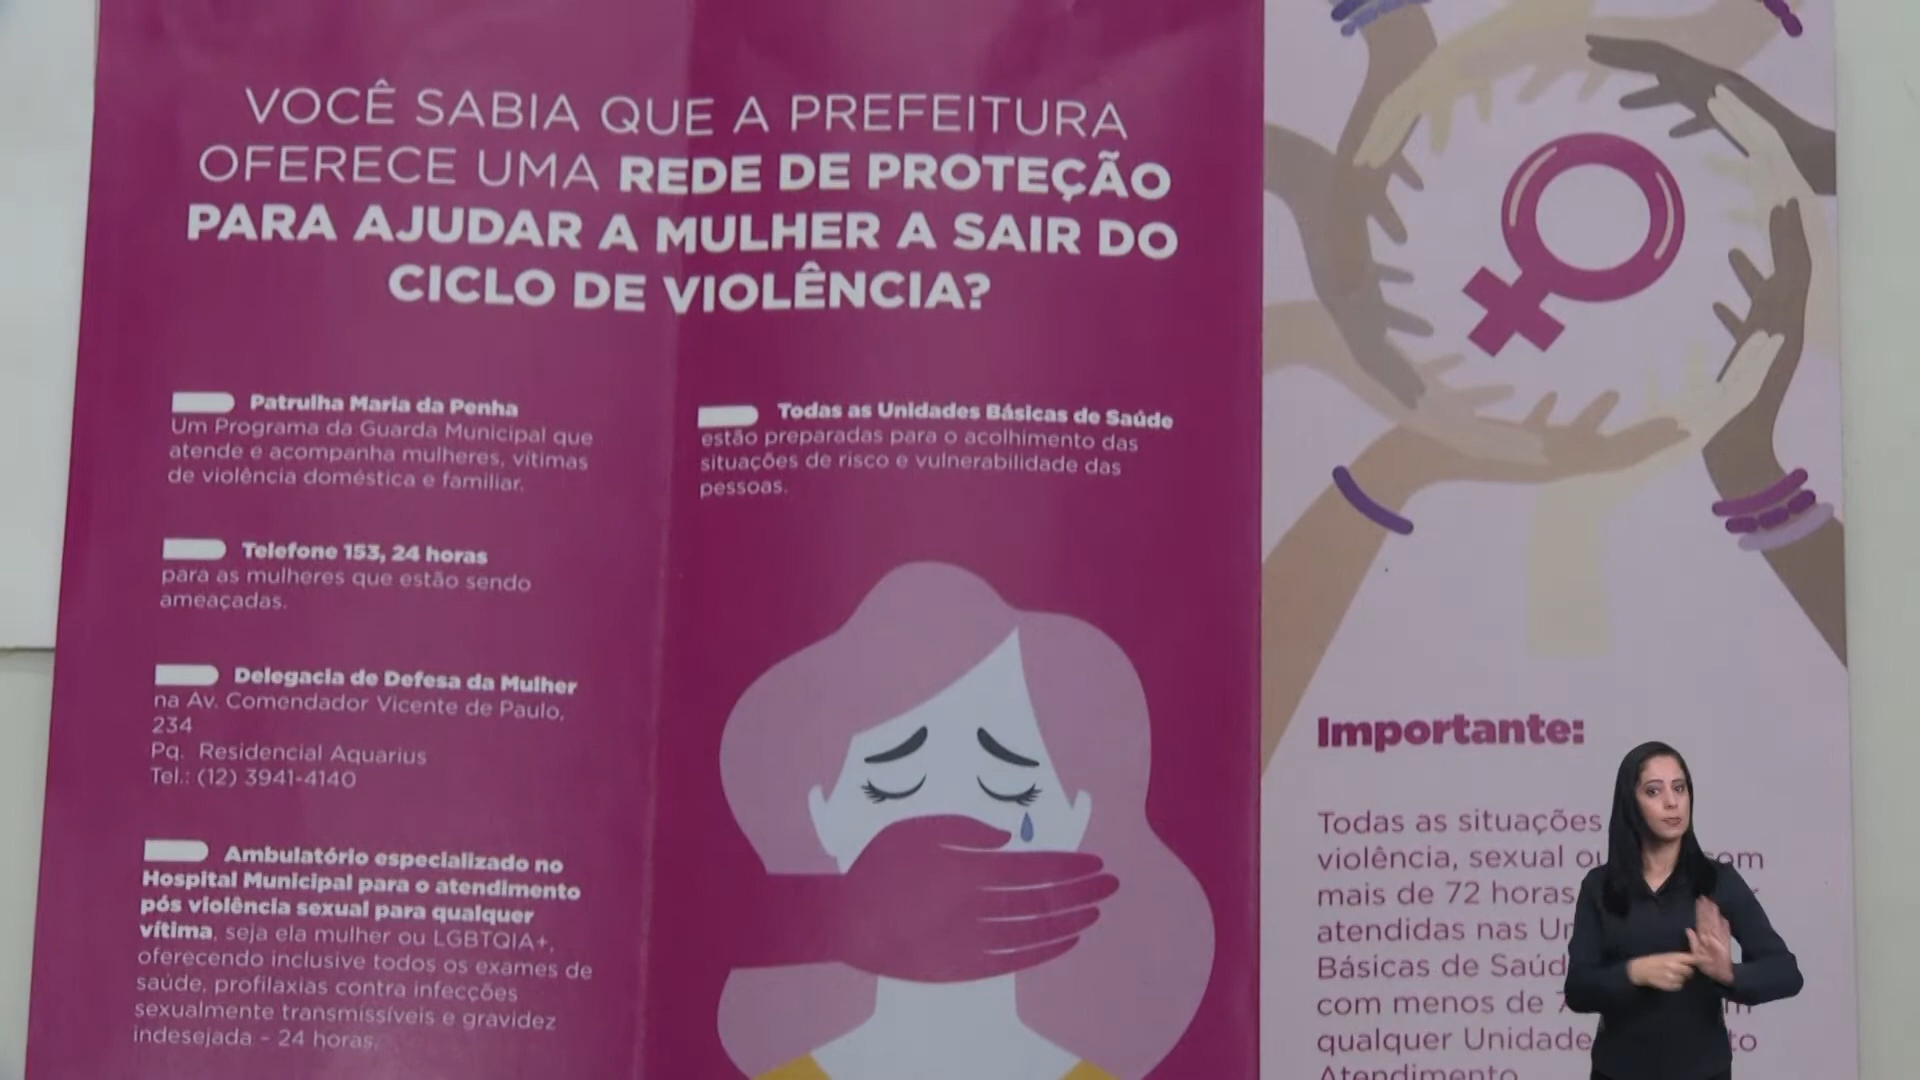 VOCÊ SABIA QUE A PREFEITURA
OFERECE UMA REDE DE PROTEÇÃO
PARA AJUDAR A MULHER A SAIR DO
CICLO DE VIOLÊNCIA?
Patrulha Maria da Penha
Um Programa da Guarda Municipal que
atende e acompanha mulheres, vítimas
de violência doméstica e familiar.
Telefone 153, 24 horas
para as mulheres que estão sendo
ameaçadas.
Delegacia de Defesa da Mulher
na Av. Comendador Vicente de Paulo,
234
Pq. Residencial Aquarius
Tel.: (12) 3941-4140
Ambulatório especializado no
Hospital Municipal para o atendimento
pós violência sexual para qualquer
vítima, seja ela mulher ou LGBTQIA+,
oferecendo inclusive todos os exames de
saúde, profilaxias contra infecções
sexualmente transmissíveis e gravidez
indesejada - 24 horas.
Todas as Unidades Básicas de Saúde
estão preparadas para o acolhimento das
situações de risco e vulnerabilidade das
pessoas.
Importante:
Todas as situações
violência, sexual ou
mais de 72 horas
atendidas nas
Básicas de
com menos de
qualquer Unidade
Atendimento